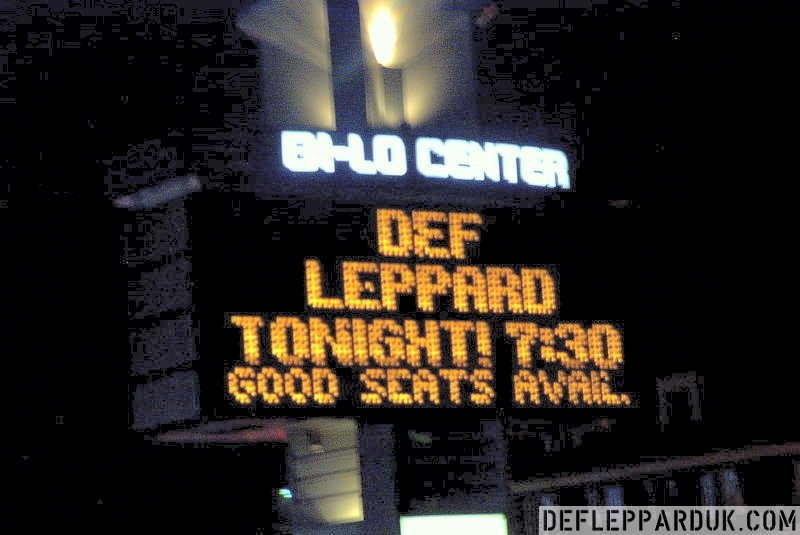 BI-LO CENTER
DEF
LEPPARD
TONIGHT! 7:30
GOOD SEATS AVAIL.
DEFLEPPARDUK.COM